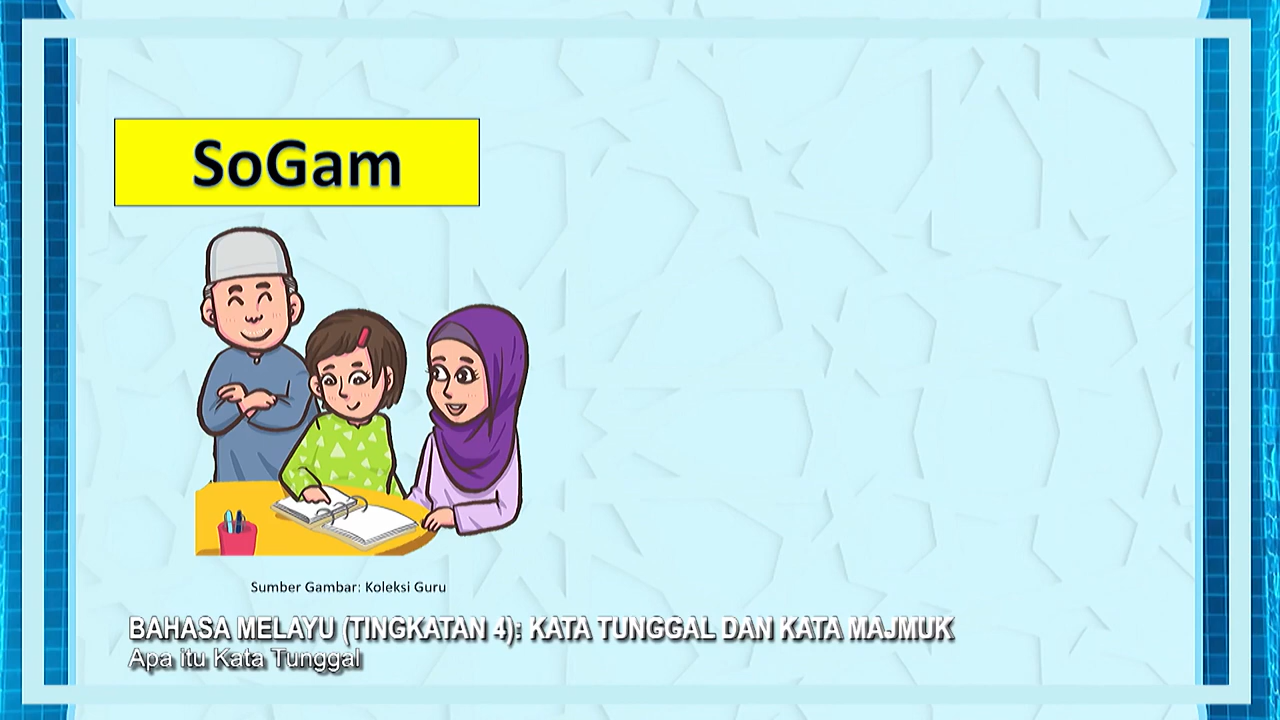 SoGam
Sumber Gambar: Koleksi Guru
BAHASA MELAYU (TINGKATAN 4): KATA TUNGGAL DAN KATA MAJMUK
Apa itu Kata Tunggal